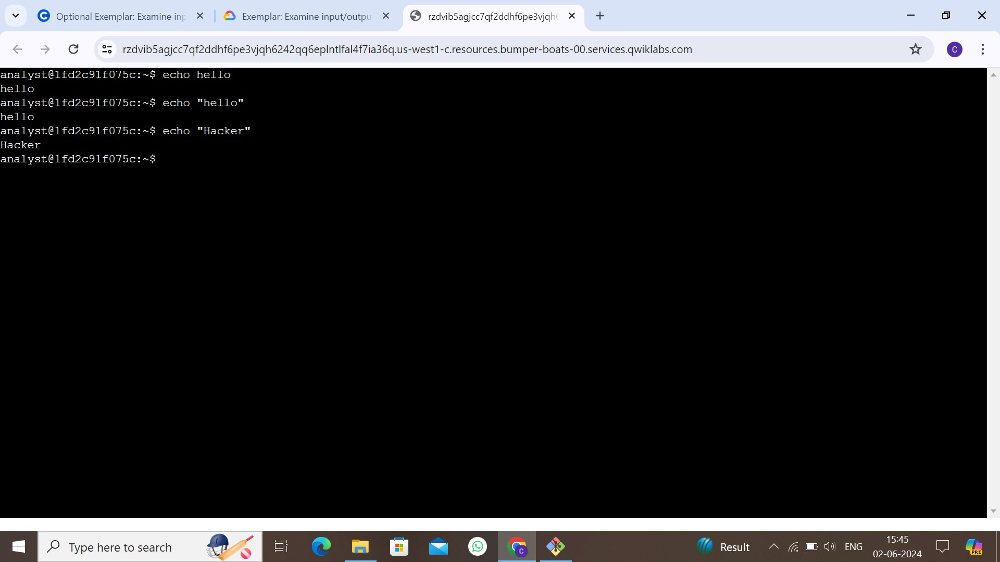 Optional Exemplar: Examine inp
Exemplar: Examine input/outpu
rzdvib5agjcc7qf2ddhf6pe3vjqh6
rzdvib5agjcc7qf2ddhf6pe3vjqh6242qq6eplntlfal4f7ia36q.us-west1-c.resources.bumper-boats-00.services.qwiklabs.com
C
analyst@1fd2c91f075c:~$ echo hello
hello
analyst@1fd2c91f075c:~$ echo "hello"
hello
analyst@1fd2c91f075c:~$ echo "Hacker"
Hacker
analyst@1fd2c91f075c:~$
Type here to search
C
Result
ENG
15:45
02-06-2024
PRE